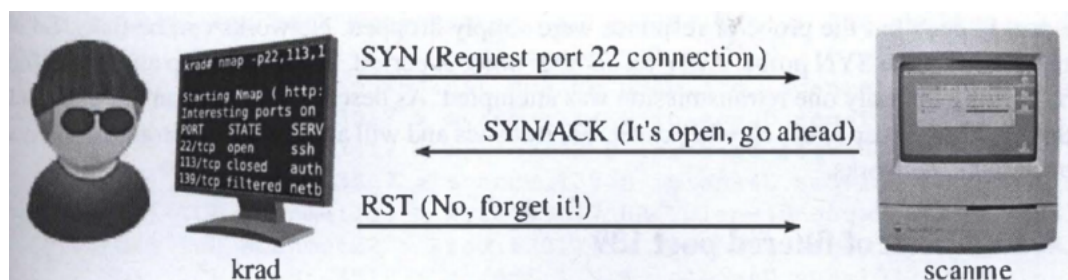 SYN (Request port 22 connection)
krad# nmap -p22,113,1
Starting Nmap ( http:
Interesting ports on
PORT STATE SERV
22/tcp open ssh
113/tcp closed auth
139/tcp filtered netb
SYN/ACK (It's open, go ahead)
RST (No, forget it!)
krad
scanme